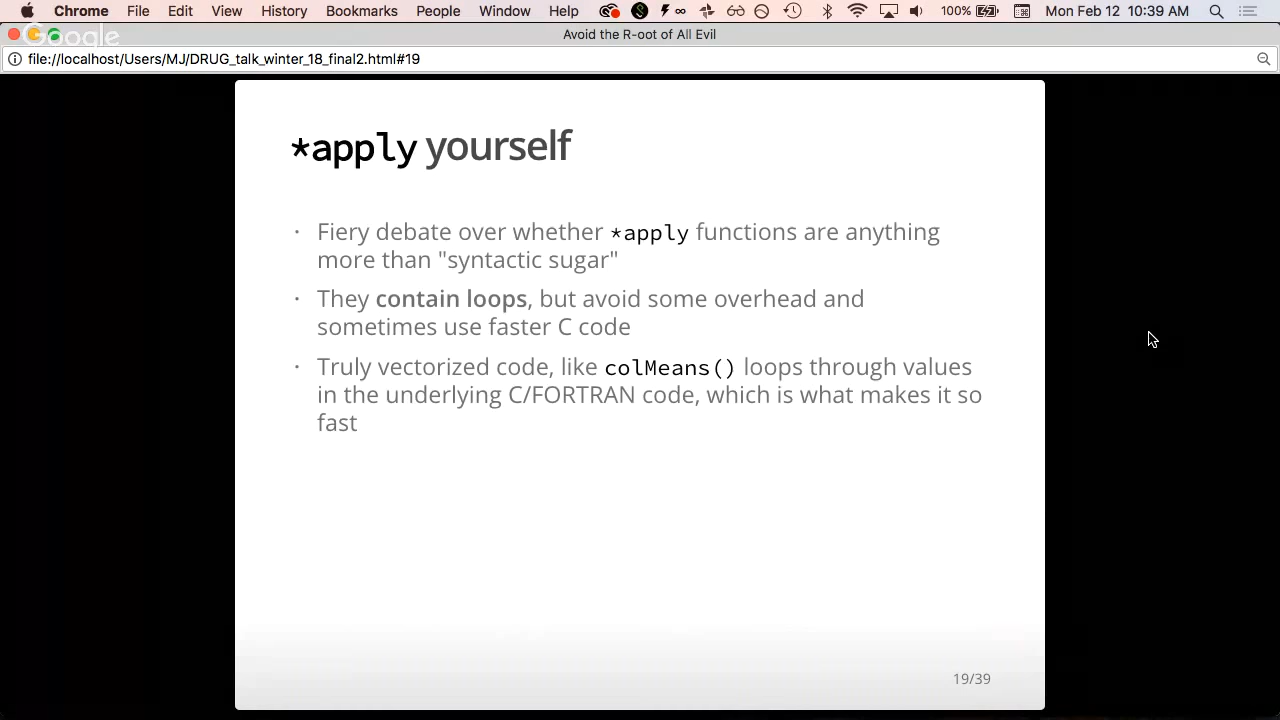 Chrome File Edit View History Bookmarks People Window Help 100% Mon Feb 12 10:39 AM
Google
Avoid the R-oot of All Evil
file://localhost/Users/MJ/DRUG_talk_winter_18_final2.html#19
*apply yourself
· Fiery debate over whether *apply functions are anything
more than "syntactic sugar"
· They contain loops, but avoid some overhead and
sometimes use faster C code
· Truly vectorized code, like colMeans() loops through values
in the underlying C/FORTRAN code, which is what makes it so
fast
19/39